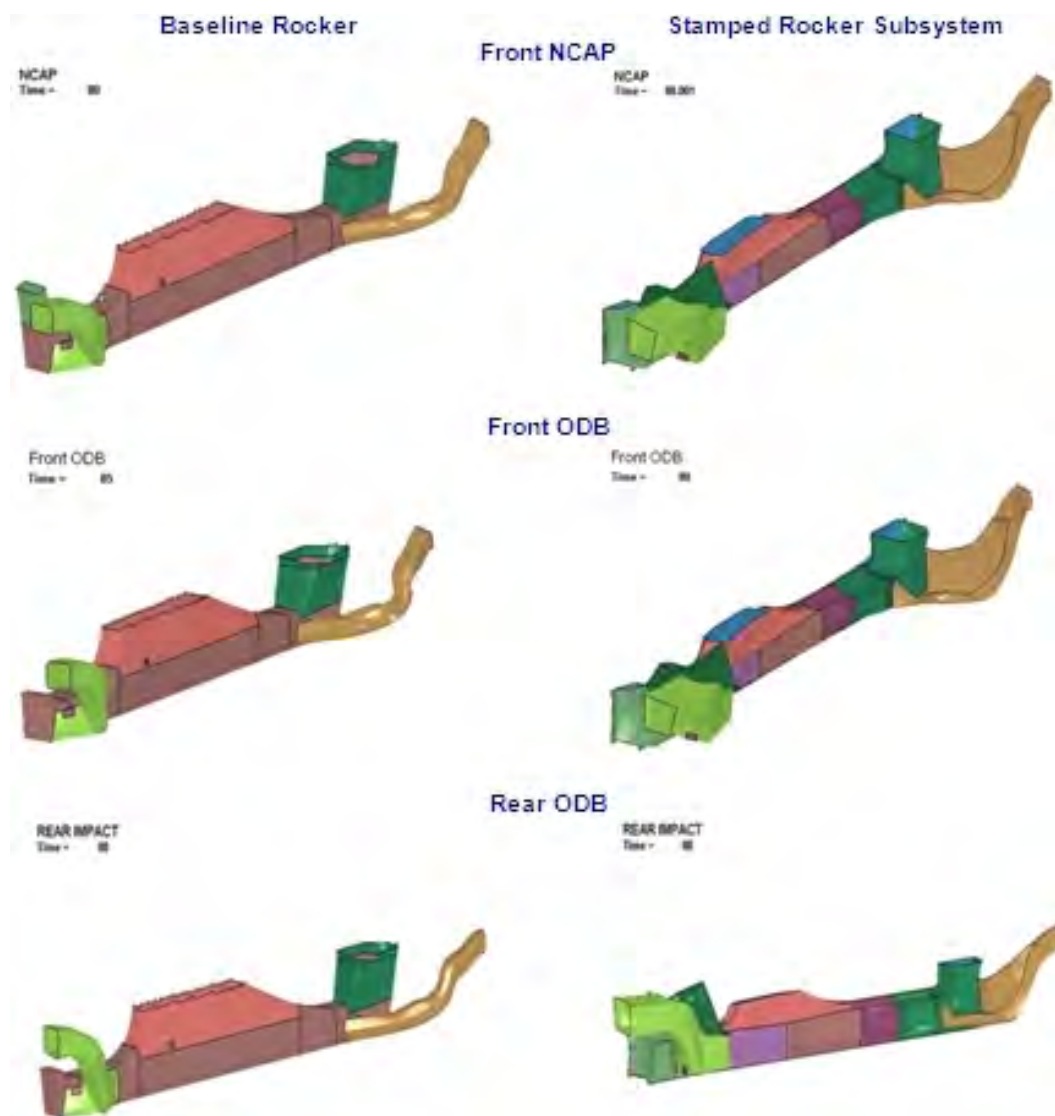 Baseline Rocker
Stamped Rocker Subsystem
Front NCAP
NCAP
Time =
NCAP
Time =
Front ODB
Front ODB
Time =
Front ODB
Time =
Rear ODB
REAR IMPACT
Time =
REAR IMPACT
Time =